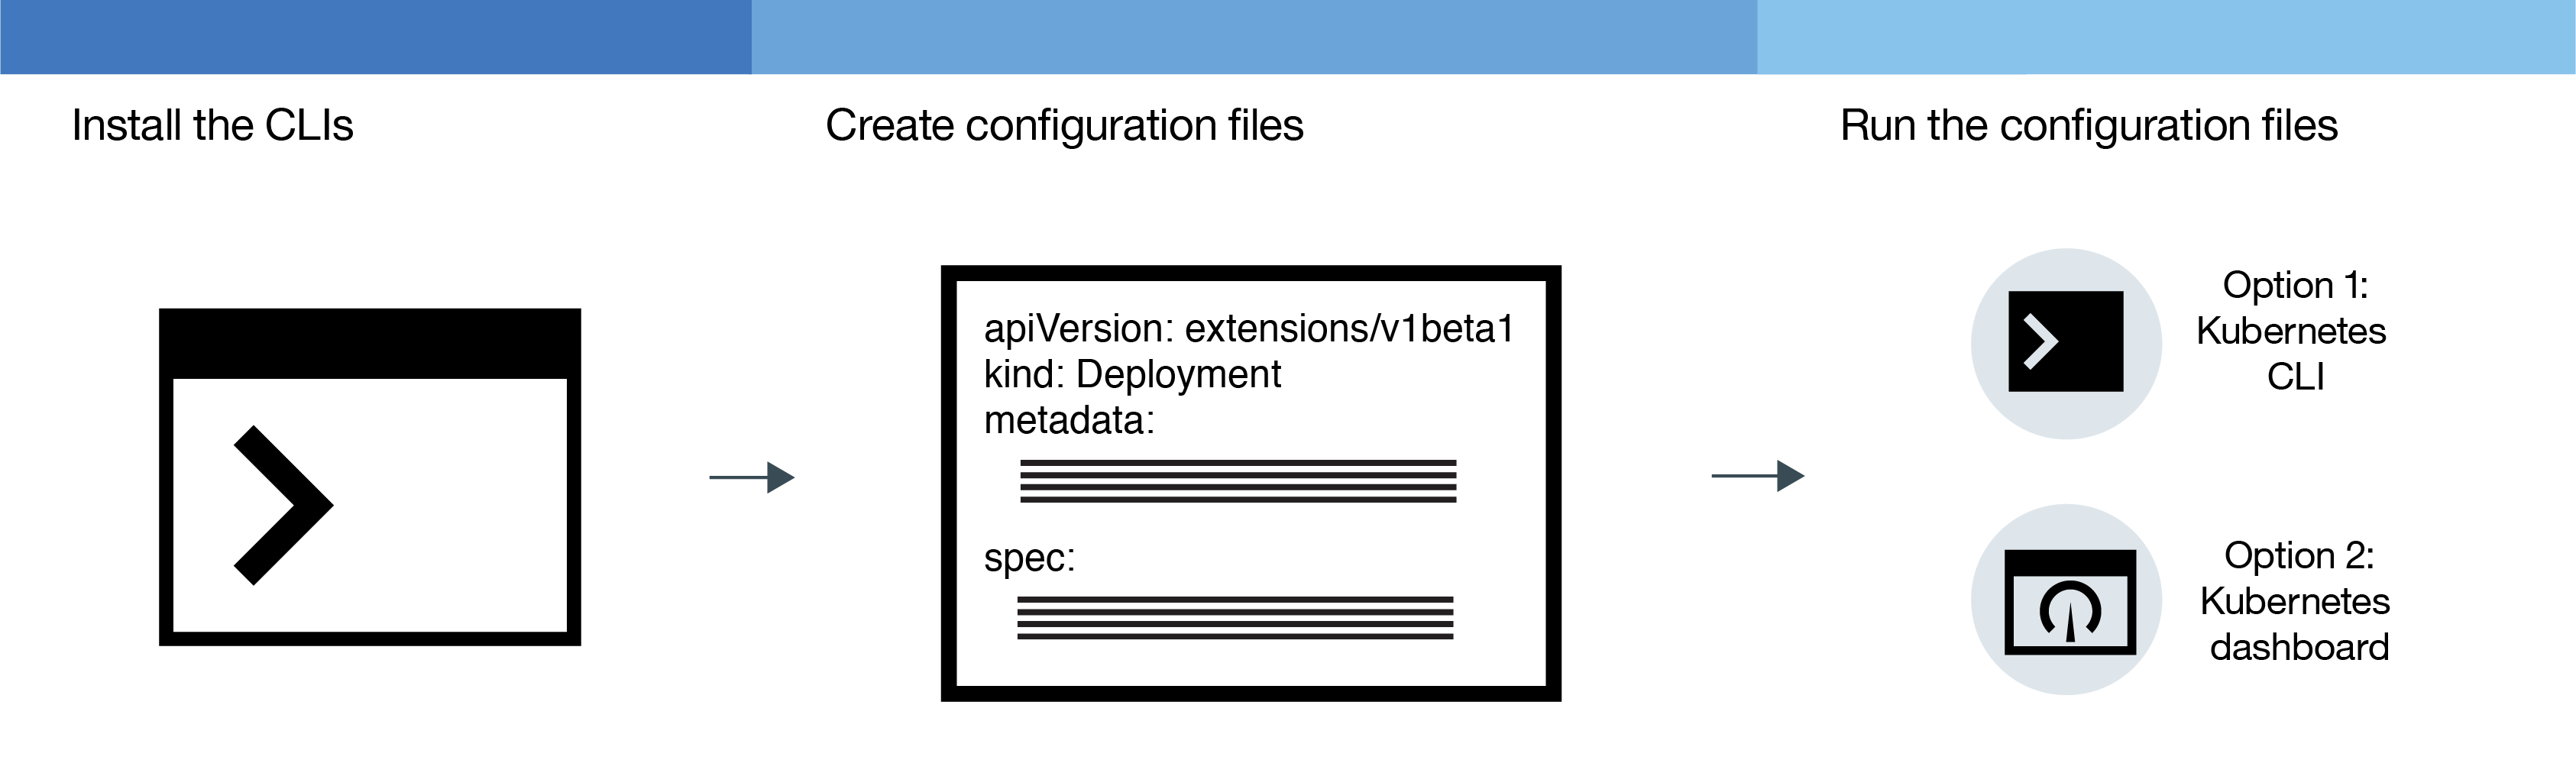 Install the CLIs
Create configuration files
apiVersion: extensions/v1beta1
kind: Deployment
metadata:
spec:
Run the configuration files
Option 1:
Kubernetes
CLI
Option 2:
Kubernetes
dashboard